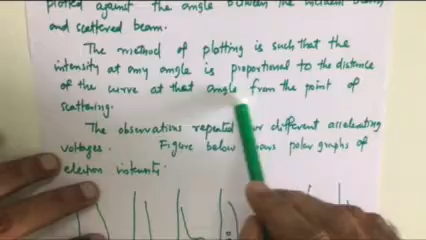 plotted against the angle between the incident beam
and scattered beam.
The method of plotting is such that the
intensity at any angle is proportional to the distance
of the curve at that angle from the point of
scattering.
The observations repeated for different accelerating
voltages. Figure below shows polar graphs of
electron intensity.